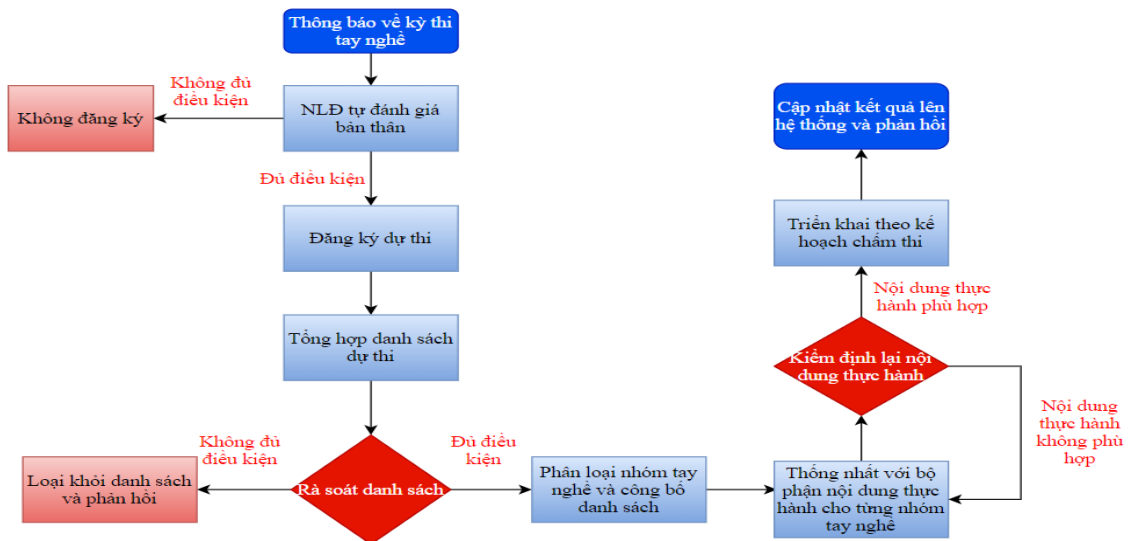 Thông báo về kỳ thi
tay nghề
Không đủ
điều kiện
Không đăng ký
NLĐ tự đánh giá
bản thân
Đủ điều kiện
Đăng ký dự thi
Tổng hợp danh sách
dự thi
Không đủ
điều kiện
Loại khỏi danh sách
và phản hồi
Rà soát danh sách
Đủ điều
kiện
Phân loại nhóm tay
nghề và công bố
danh sách
Thống nhất với bộ
phận nội dung thực
hành cho từng nhóm
tay nghề
Kiểm định lại nội
dung thực hành
Nội dung
thực hành
không phù
hợp
Nội dung thực
hành phù hợp
Triển khai theo kế
hoạch chấm thi
Cập nhật kết quả lên
hệ thống và phản hồi